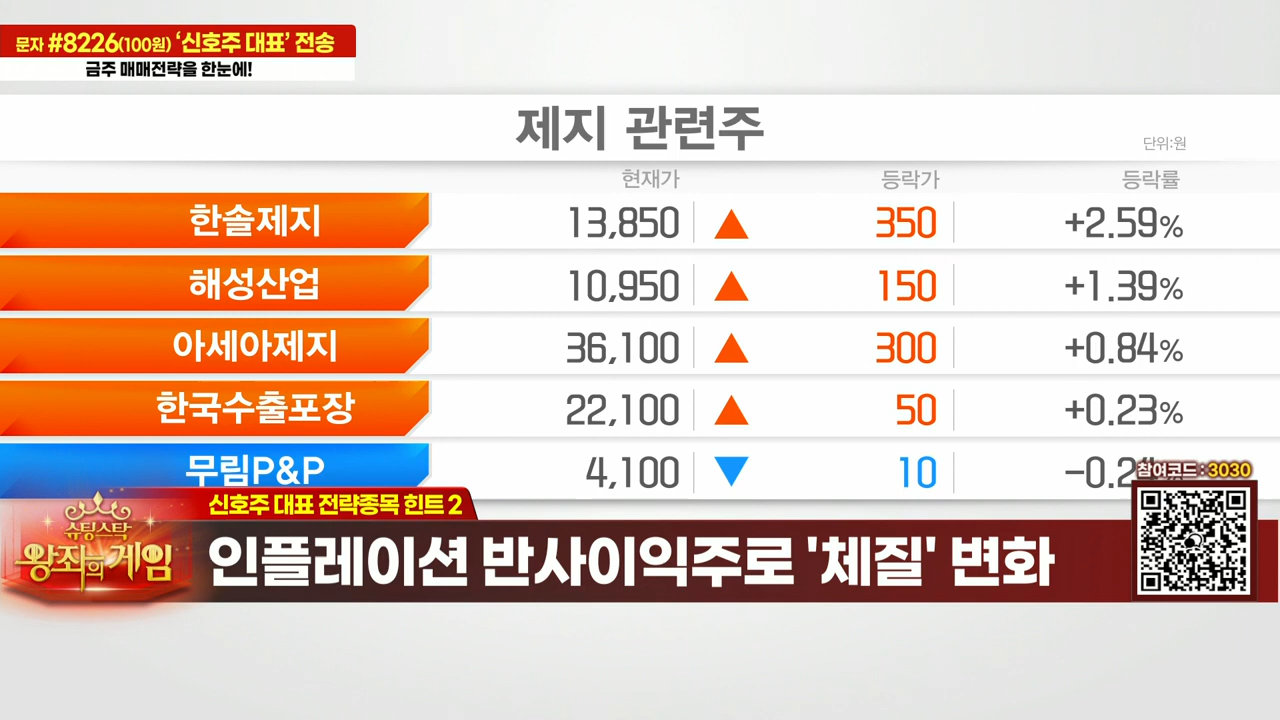 문자 #8226(100원) ‘신호주 대표’ 전송
금주 매매전략을 한눈에!
제지 관련주
단위:원
현재가 등락가 등락률
한솔제지 13,850 ▲ 350 +2.59%
해성산업 10,950 ▲ 150 +1.39%
아세아제지 36,100 ▲ 300 +0.84%
한국수출포장 22,100 ▲ 50 +0.23%
무림P&P 4,100 ▼ 10
참여코드:3030
신호주 대표 전략종목 힌트 2
슈팅스탁
왕좌의 게임
인플레이션 반사이익주로 '체질' 변화